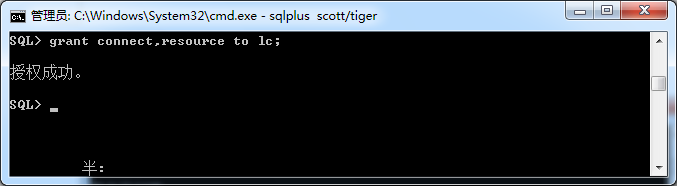 管理员: C:\Windows\System32\cmd.exe - sqlplus  scott/tiger
SQL> grant connect,resource to lc;
授权成功。
SQL> _
半: